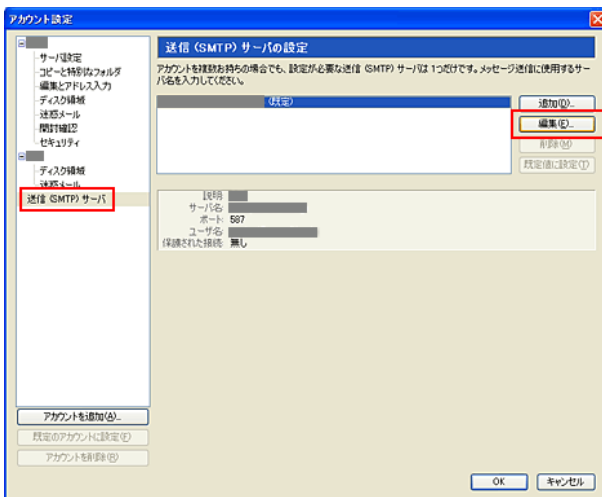 アカウント設定
サーバ設定
コピーと特別なフォルダ
編集とアドレス入力
ディスク領域
迷惑メール
開封確認
セキュリティ
ディスク領域
迷惑メール
送信 (SMTP) サーバ
アカウントを追加(A)...
既定のアカウントに設定(F)
アカウントを削除(R)
送信 (SMTP) サーバの設定
アカウントを複数お持ちの場合でも、設定が必要な送信 (SMTP) サーバは 1つだけです。メッセージ送信に使用するサー
バ名を入力してください。
(既定)
追加(D)...
編集(E)...
削除(M)
既定値に設定(T)
説明:
サーバ名:
ポート: 587
ユーザ名:
保護された接続: 無し
OK
キャンセル